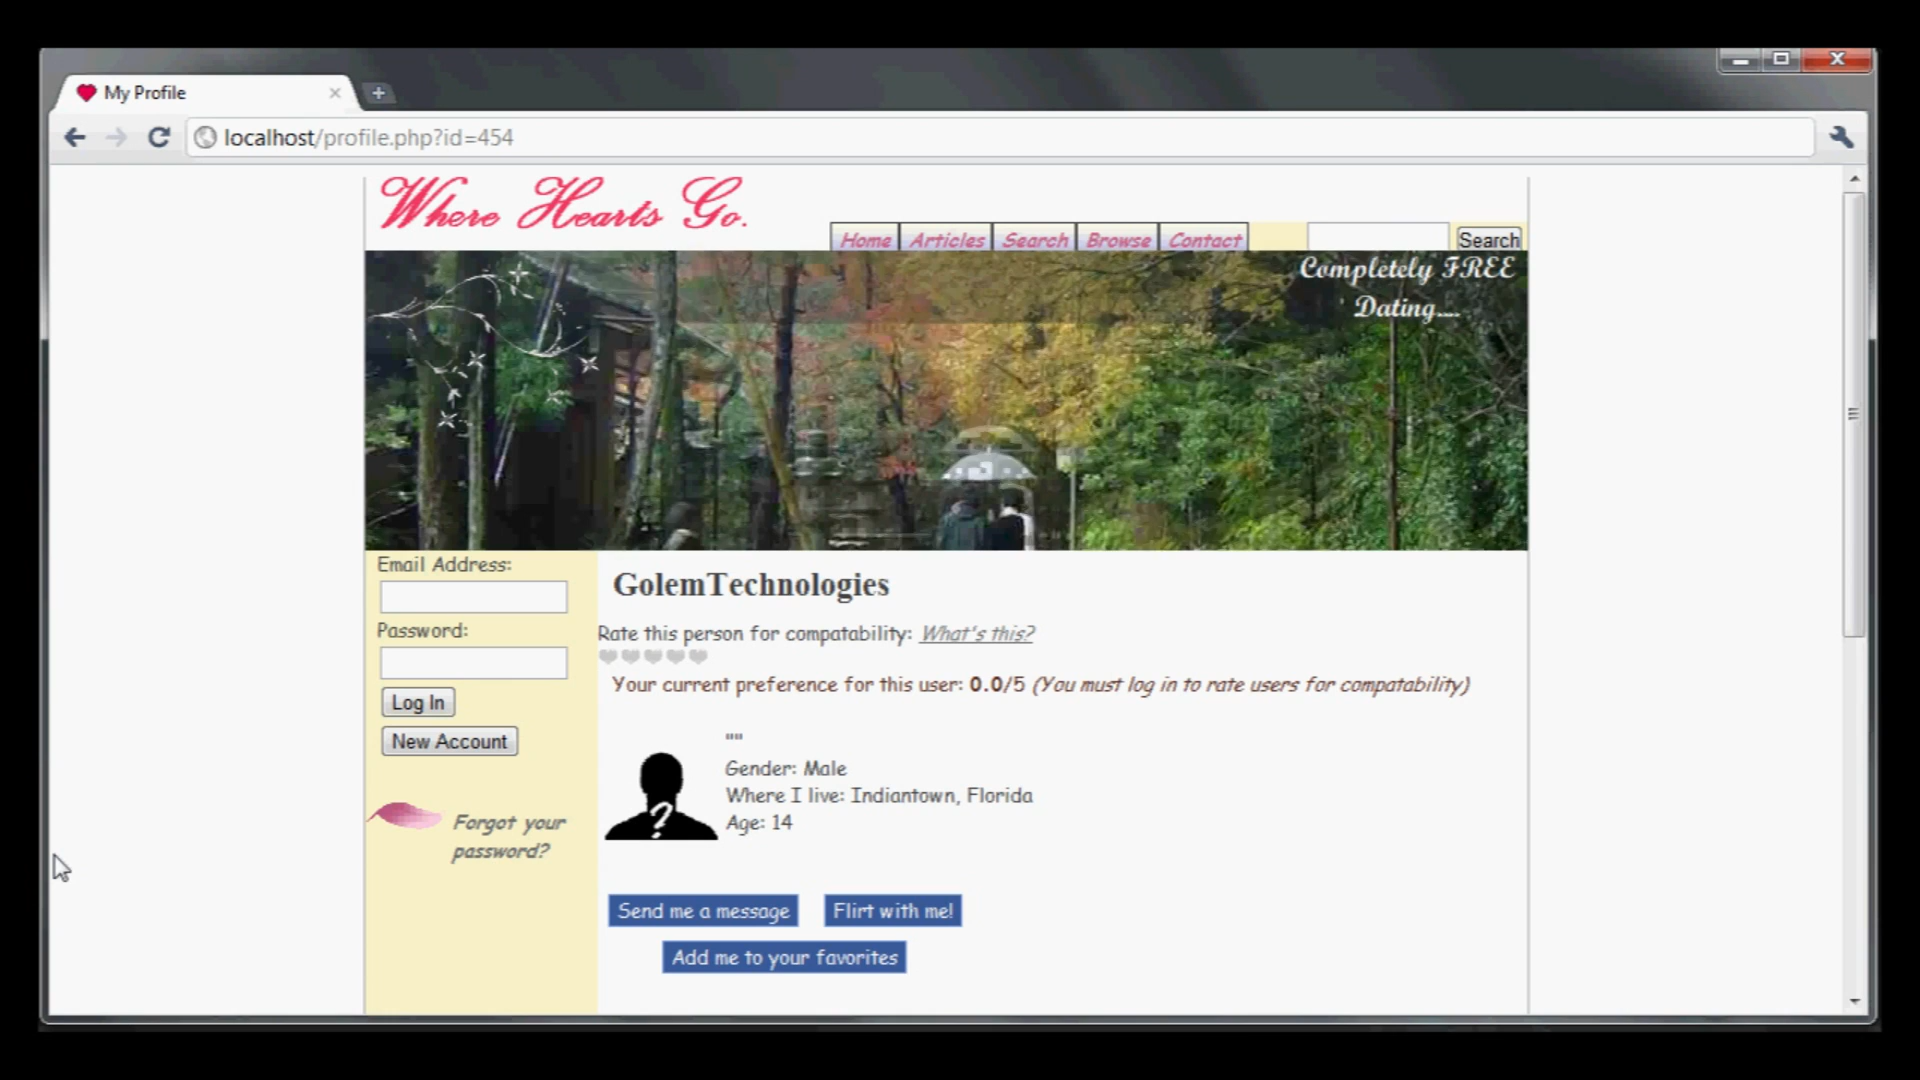 My Profile
localhost/profile.php?id=454
Where Hearts Go.
Home Articles Search Browse Contact Search
Completely FREE
Dating....
Email Address:
Password:
Log In
New Account
Forgot your
password?
GolemTechnologies
Rate this person for compatability: What's this?
Your current preference for this user: 0.0/5 (You must log in to rate users for compatability)
""
Gender: Male
Where I live: Indiantown, Florida
Age: 14
?
Send me a message Flirt with me!
Add me to your favorites